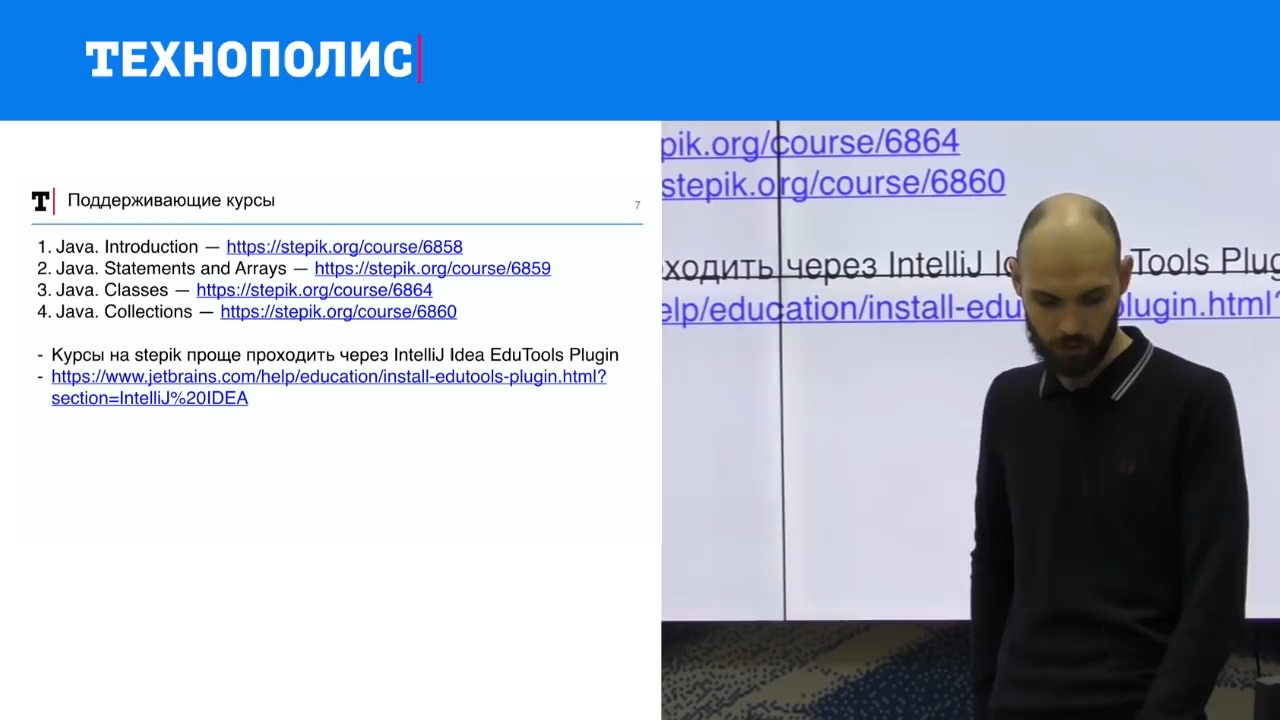 ТЕХНОПОЛИС
Т Поддерживающие курсы 7
1. Java. Introduction — https://stepik.org/course/6858
2. Java. Statements and Arrays — https://stepik.org/course/6859
3. Java. Classes — https://stepik.org/course/6864
4. Java. Collections — https://stepik.org/course/6860
- Курсы на stepik проще проходить через IntelliJ Idea EduTools Plugin
- https://www.jetbrains.com/help/education/install-edutools-plugin.html?
section=IntelliJ%20IDEA
pik.org/course/6864
stepik.org/course/6860
ходить через IntelliJ Tools Plug
elp/education/install-edu plugin.html?